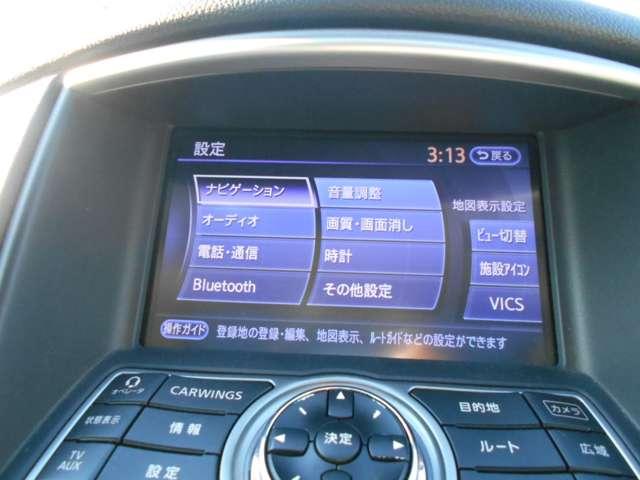 設定 3:13 戻る
ナビゲーション 音量調整
地図表示設定
オーディオ 画質・画面消し ビュー切替
電話・通信 時計 施設アイコン
Bluetooth その他設定 VICS
操作ガイド 登録地の登録・編集、地図表示、ルートガイドなどの設定ができます
オペレータ CARWINGS 目的地 カメラ
状態表示 情報 決定 ルート 広域
TV AUX 設定